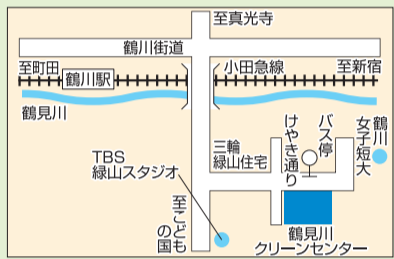 至真光寺
鶴川街道
至町田
鶴川駅
小田急線
至新宿
鶴見川
TBS
緑山スタジオ
三輪
緑山住宅
けやき通り
バス停
鶴川
女子短大
至こども
の国
鶴見川
クリーンセンター